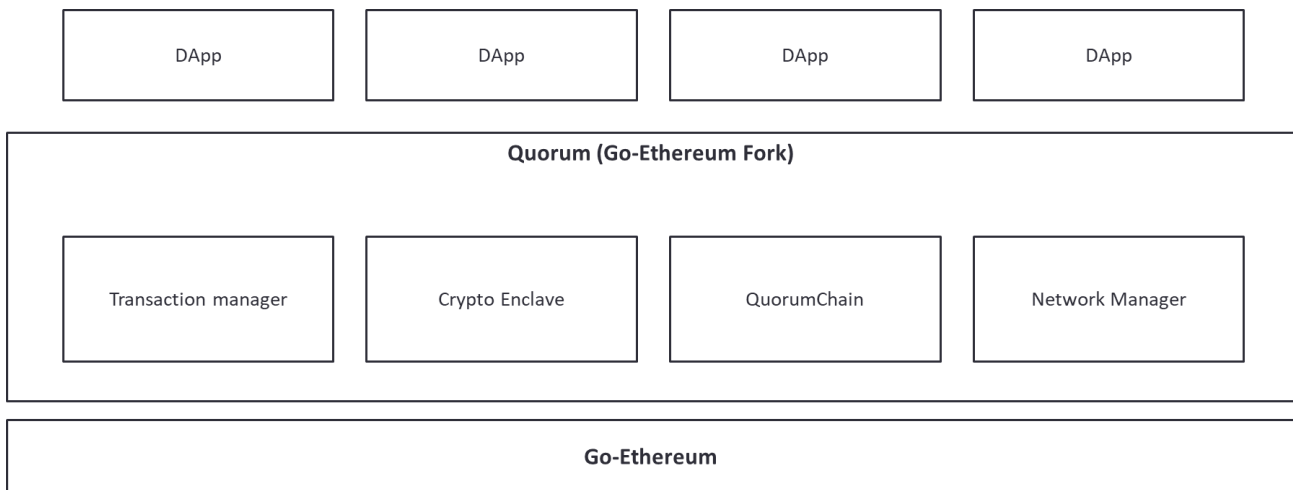 DApp
DApp
DApp
DApp
Quorum (Go-Ethereum Fork)
Transaction manager
Crypto Enclave
QuorumChain
Network Manager
Go-Ethereum